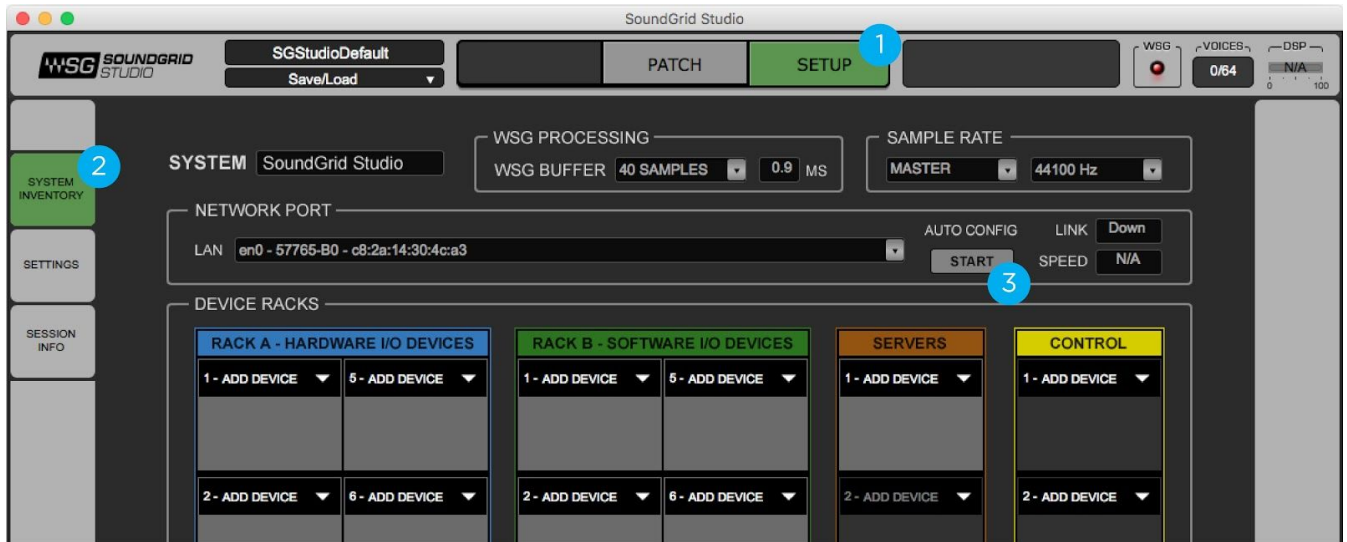 SoundGrid Studio
WSG SOUNDGRID STUDIO
SGStudioDefault
Save/Load
PATCH
SETUP
1
WSG
VOICES
0/64
DSP
N/A
0 100
SYSTEM INVENTORY
2
SETTINGS
SESSION INFO
SYSTEM SoundGrid Studio
WSG PROCESSING
WSG BUFFER 40 SAMPLES 0.9 MS
SAMPLE RATE
MASTER 44100 Hz
NETWORK PORT
LAN en0 - 57765-B0 - c8:2a:14:30:4c:a3
AUTO CONFIG
START
3
LINK Down
SPEED N/A
DEVICE RACKS
RACK A - HARDWARE I/O DEVICES
1 - ADD DEVICE 5 - ADD DEVICE
2 - ADD DEVICE 6 - ADD DEVICE
RACK B - SOFTWARE I/O DEVICES
1 - ADD DEVICE 5 - ADD DEVICE
2 - ADD DEVICE 6 - ADD DEVICE
SERVERS
1 - ADD DEVICE
2 - ADD DEVICE
CONTROL
1 - ADD DEVICE
2 - ADD DEVICE